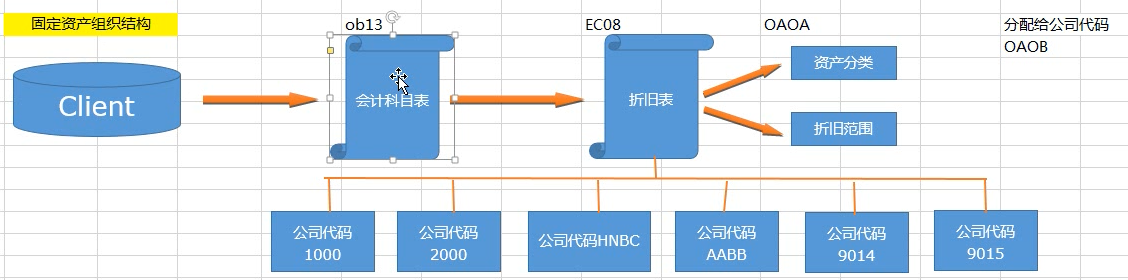 固定资产组织结构
ob13
EC08
OAOA
分配给公司代码
OAOB
Client
会计科目表
折旧表
资产分类
折旧范围
公司代码
1000
公司代码
2000
公司代码HNBC
公司代码
AABB
公司代码
9014
公司代码
9015